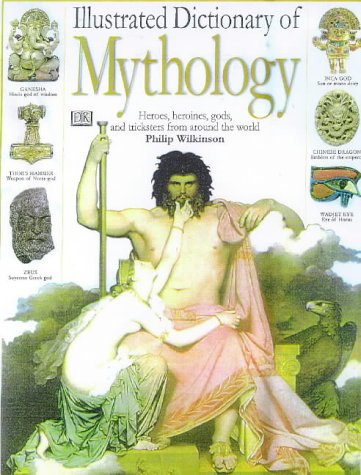 Illustrated Dictionary of
Mythology
DK
Heroes, heroines, gods,
and tricksters from around the world
Philip Wilkinson
GANESHA
Hindu god of wisdom
THOR'S HAMMER
Weapon of Norse god
ZEUS
Supreme Greek god
INCA GOD
Sun or moon deity
CHINESE DRAGON
Emblem of the emperor
WADJET EYE
Eye of Horus